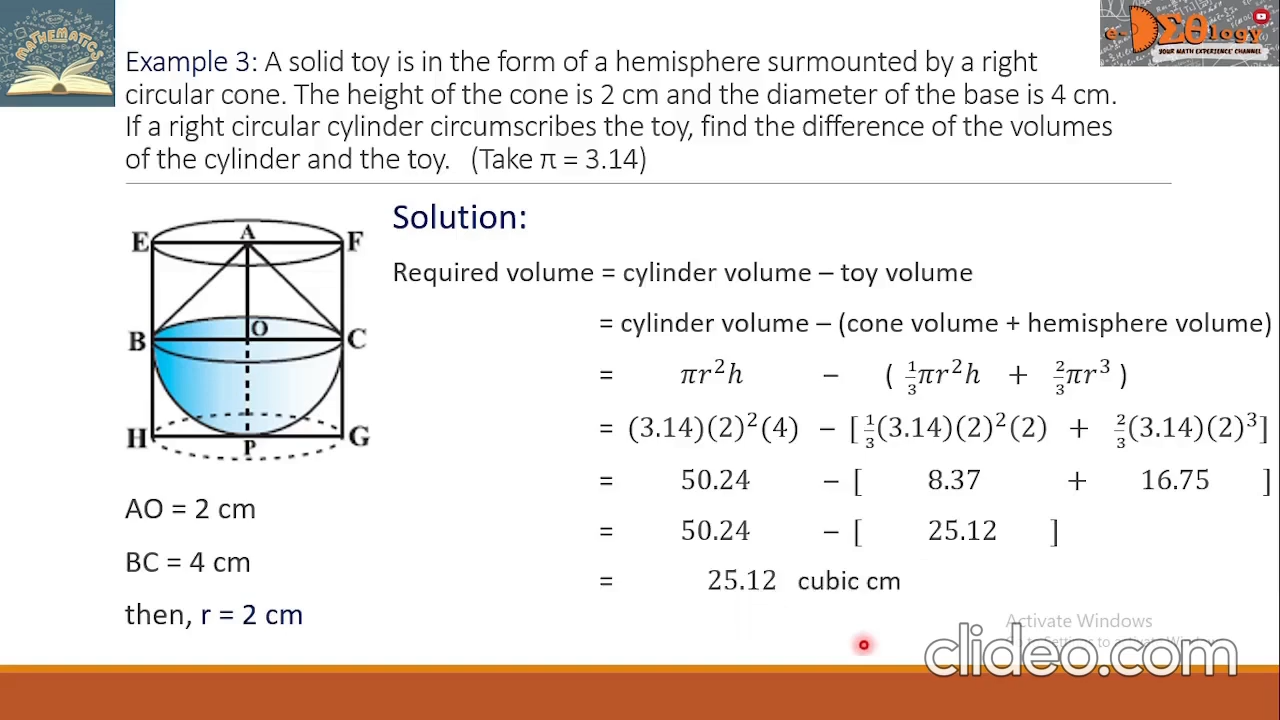 MATHEMATICS
e-DΣΘlogy
YOUR MATH EXPERIENCE CHANNEL
Example 3: A solid toy is in the form of a hemisphere surmounted by a right
circular cone. The height of the cone is 2 cm and the diameter of the base is 4 cm.
If a right circular cylinder circumscribes the toy, find the difference of the volumes
of the cylinder and the toy. (Take π = 3.14)
Solution:
E A F
B O C
H P G
AO = 2 cm
BC = 4 cm
then, r = 2 cm
Required volume = cylinder volume – toy volume
= cylinder volume – (cone volume + hemisphere volume)
= πr²h – ( ⅓πr²h + ⅔πr³ )
= (3.14)(2)²(4) – [⅓(3.14)(2)²(2) + ⅔(3.14)(2)³]
= 50.24 – [ 8.37 + 16.75 ]
= 50.24 – [ 25.12 ]
= 25.12 cubic cm
Activate Windows
clideo.com